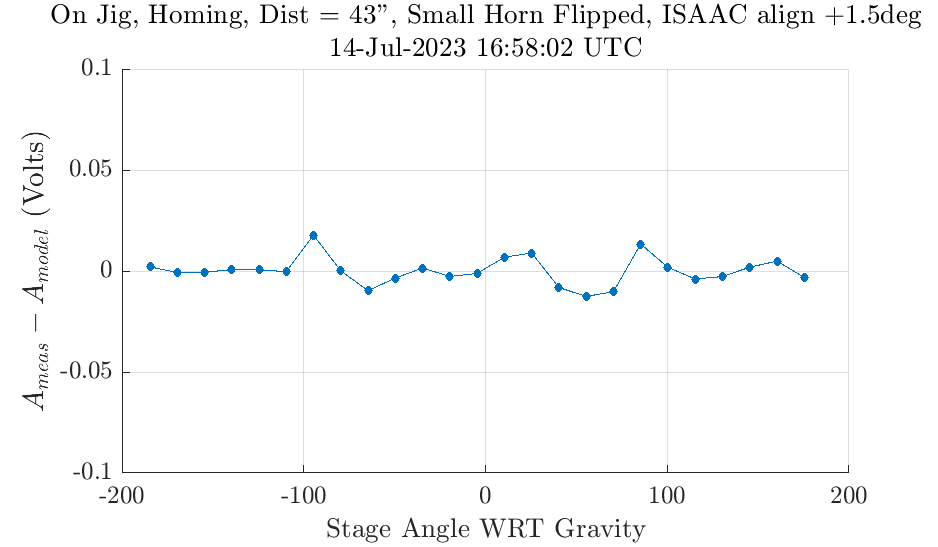 On Jig, Homing, Dist = 43”, Small Horn Flipped, ISAAC align +1.5deg
14-Jul-2023 16:58:02 UTC
0.1
0.05
0
-0.05
-0.1
A_meas − A_model (Volts)
-200 -100 0 100 200
Stage Angle WRT Gravity